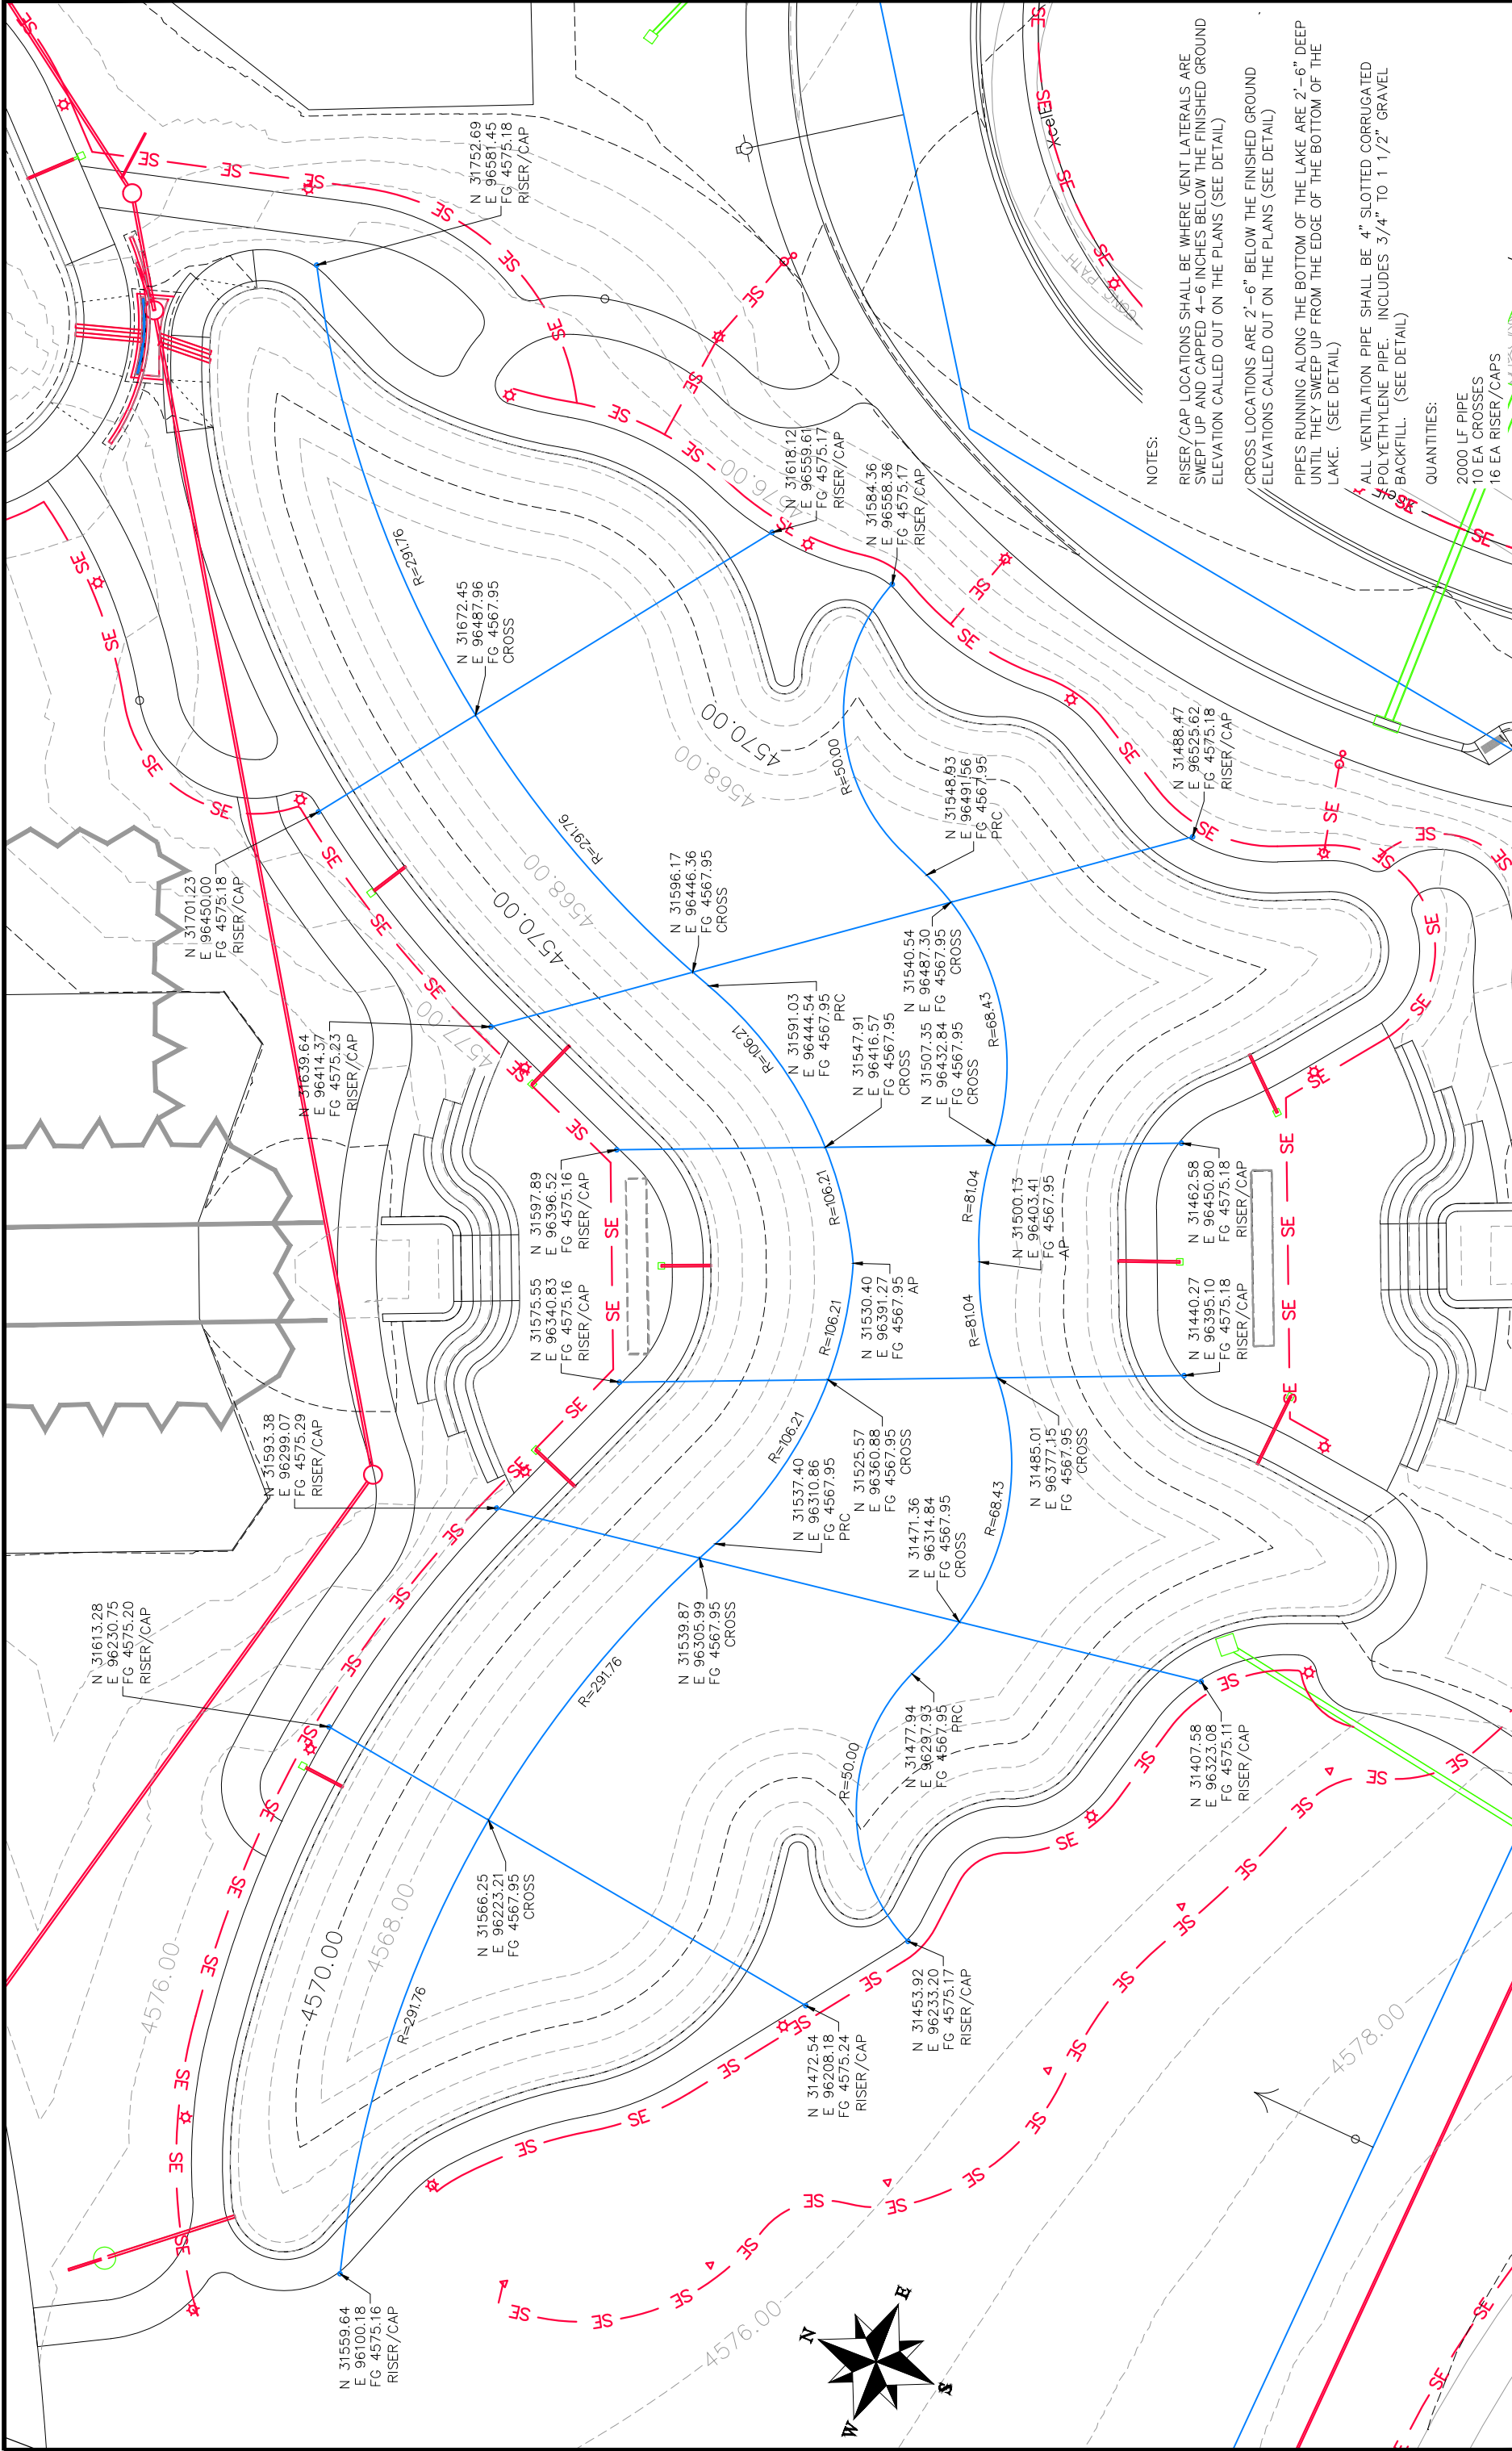 NOTES:
RISER/CAP LOCATIONS SHALL BE WHERE VENT LATERALS ARE
SWEPT UP AND CAPPED 4-6 INCHES BELOW THE FINISHED GROUND
ELEVATION CALLED OUT ON THE PLANS (SEE DETAIL)
CROSS LOCATIONS ARE 2'-6" BELOW THE FINISHED GROUND
ELEVATIONS CALLED OUT ON THE PLANS (SEE DETAIL)
PIPES RUNNING ALONG THE BOTTOM OF THE LAKE ARE 2'-6" DEEP
UNTIL THEY SWEEP UP FROM THE EDGE OF THE BOTTOM OF THE
LAKE. (SEE DETAIL)
ALL VENTILATION PIPE SHALL BE 4" SLOTTED CORRUGATED
POLYETHYLENE PIPE. INCLUDES 3/4" TO 1 1/2" GRAVEL
BACKFILL. (SEE DETAIL)
QUANTITIES:
2000 LF PIPE
10 EA CROSSES
16 EA RISER/CAPS
N 31559.64
E 96100.18
FG 4575.16
RISER/CAP
N 31613.28
E 96230.75
FG 4575.20
RISER/CAP
N 31593.38
E 96299.07
FG 4575.29
RISER/CAP
N 31639.64
E 96414.37
FG 4575.23
RISER/CAP
N 31701.23
E 96450.00
FG 4575.18
RISER/CAP
N 31752.69
E 96581.45
FG 4575.18
RISER/CAP
N 31566.25
E 96223.21
FG 4567.95
CROSS
N 31575.55
E 96340.83
FG 4575.16
RISER/CAP
N 31597.89
E 96396.52
FG 4575.16
RISER/CAP
N 31672.45
E 96487.96
FG 4567.95
CROSS
N 31539.87
E 96305.99
FG 4567.95
CROSS
N 31596.17
E 96446.36
FG 4567.95
CROSS
N 31537.40
E 96310.86
FG 4567.95
PRC
N 31591.03
E 96444.54
FG 4567.95
PRC
N 31618.12
E 96559.61
FG 4575.17
RISER/CAP
N 31472.54
E 96208.18
FG 4575.24
RISER/CAP
N 31525.57
E 96360.88
FG 4567.95
CROSS
N 31530.40
E 96391.27
FG 4567.95
AP
N 31547.91
E 96416.57
FG 4567.95
CROSS
N 31584.36
E 96558.36
FG 4575.17
RISER/CAP
N 31453.92
E 96233.20
FG 4575.17
RISER/CAP
N 31477.94
E 96297.93
FG 4567.95
PRC
N 31471.36
E 96314.84
FG 4567.95
CROSS
N 31507.35
E 96432.84
FG 4567.95
CROSS
N 31540.54
E 96487.30
FG 4567.95
CROSS
N 31548.93
E 96491.56
FG 4567.95
PRC
N 31485.01
E 96377.15
FG 4567.95
CROSS
N 31500.13
E 96403.41
FG 4567.95
AP
N 31407.58
E 96323.08
FG 4575.11
RISER/CAP
N 31440.27
E 96395.10
FG 4575.18
RISER/CAP
N 31462.58
E 96450.80
FG 4575.18
RISER/CAP
N 31488.47
E 96525.62
FG 4575.18
RISER/CAP
R=291.76
R=291.76
R=106.21
R=106.21
R=106.21
R=106.21
R=291.76
R=291.76
R=50.00
R=68.43
R=81.04
R=81.04
R=68.43
R=50.00
4576.00
4570.00
4568.00
4577.00
4570.00
4568.00
4570.00
4568.00
4576.00
4576.00
4578.00
CONC PATH
Xcel
SE
N
E
S
W